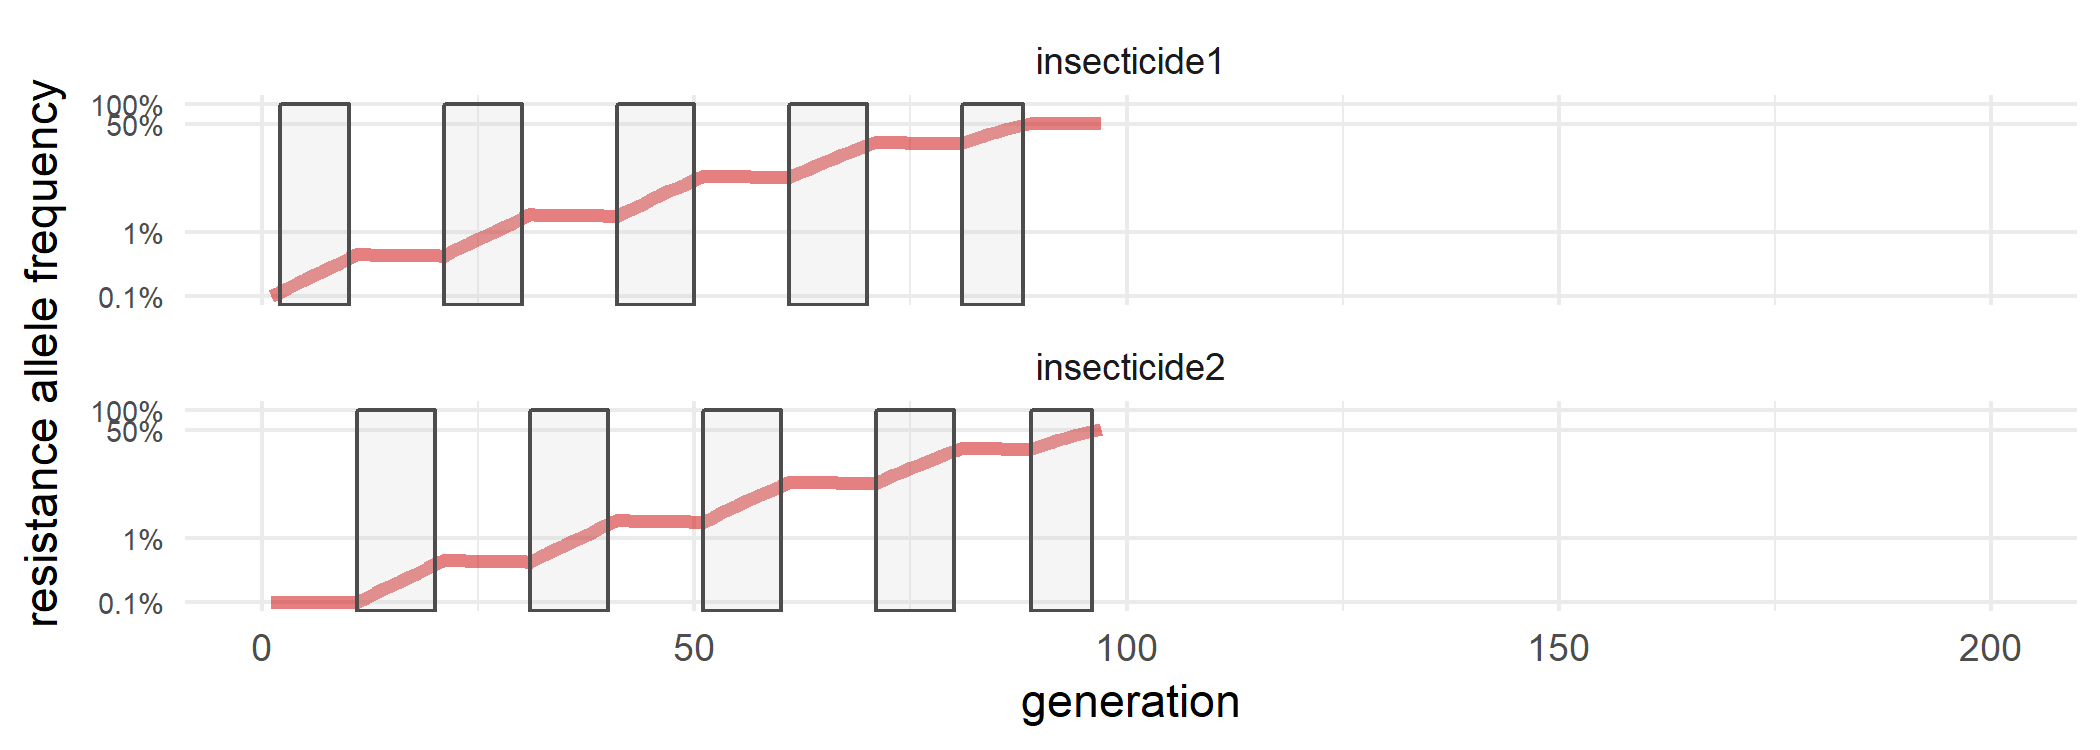 insecticide1
100%
50%
1%
0.1%
insecticide2
100%
50%
1%
0.1%
0 50 100 150 200
generation
resistance allele frequency